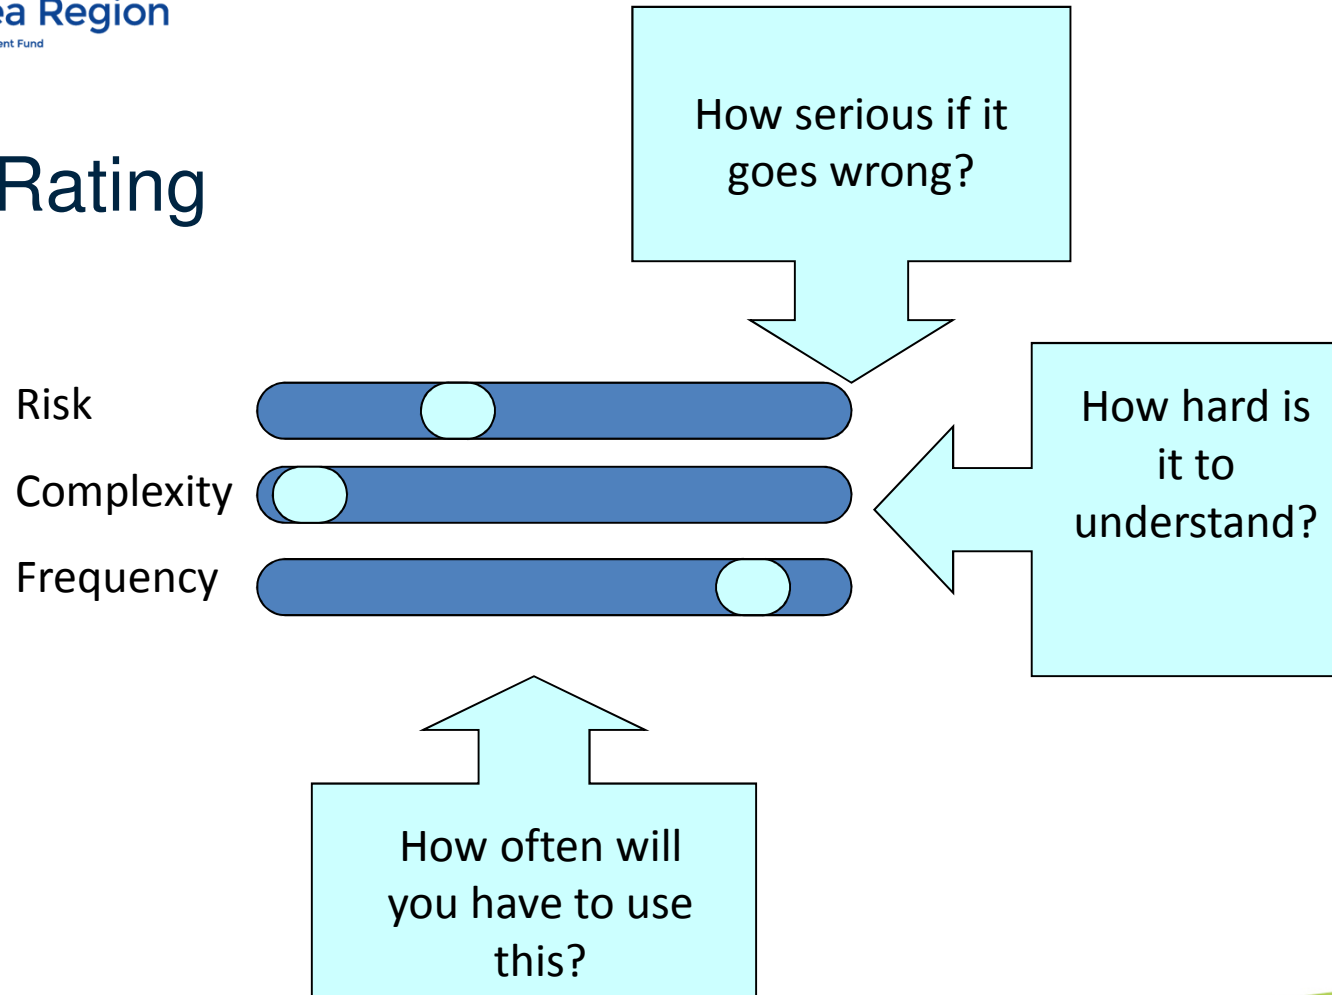 ea Region
ent Fund
Rating
How serious if it
goes wrong?
Risk
Complexity
Frequency
How hard is
it to
understand?
How often will
you have to use
this?